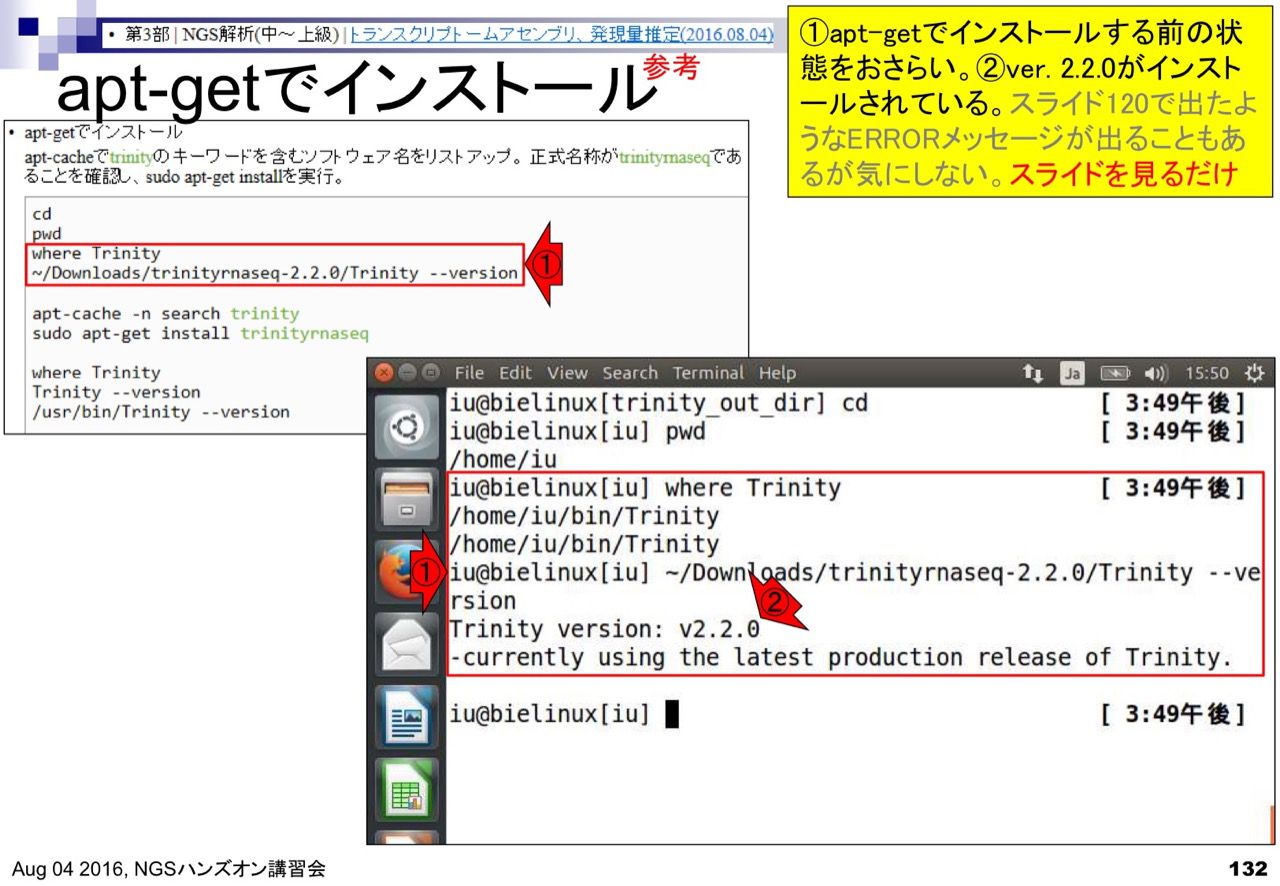 • 第3部 | NGS解析(中～上級) | トランスクリプトームアセンブリ、発現量推定(2016.08.04)
apt-getでインストール参考
①apt-getでインストールする前の状
態をおさらい。②ver. 2.2.0がインスト
ールされている。スライド120で出たよ
うなERRORメッセージが出ることもあ
るが気にしない。スライドを見るだけ
• apt-getでインストール
apt-cacheでtrinityのキーワードを含むソフトウェア名をリストアップ。正式名称がtrinityrnaseqであ
ることを確認し、sudo apt-get installを実行。
cd
pwd
where Trinity
~/Downloads/trinityrnaseq-2.2.0/Trinity --version
①
apt-cache -n search trinity
sudo apt-get install trinityrnaseq
where Trinity
Trinity --version
/usr/bin/Trinity --version
File Edit View Search Terminal Help Ja 15:50
iu@bielinux[trinity_out_dir] cd [ 3:49午後]
iu@bielinux[iu] pwd [ 3:49午後]
/home/iu
iu@bielinux[iu] where Trinity [ 3:49午後]
/home/iu/bin/Trinity
/home/iu/bin/Trinity
①
iu@bielinux[iu] ~/Downloads/trinityrnaseq-2.2.0/Trinity --ve
rsion
②
Trinity version: v2.2.0
-currently using the latest production release of Trinity.
iu@bielinux[iu] [ 3:49午後]
Aug 04 2016, NGSハンズオン講習会
132